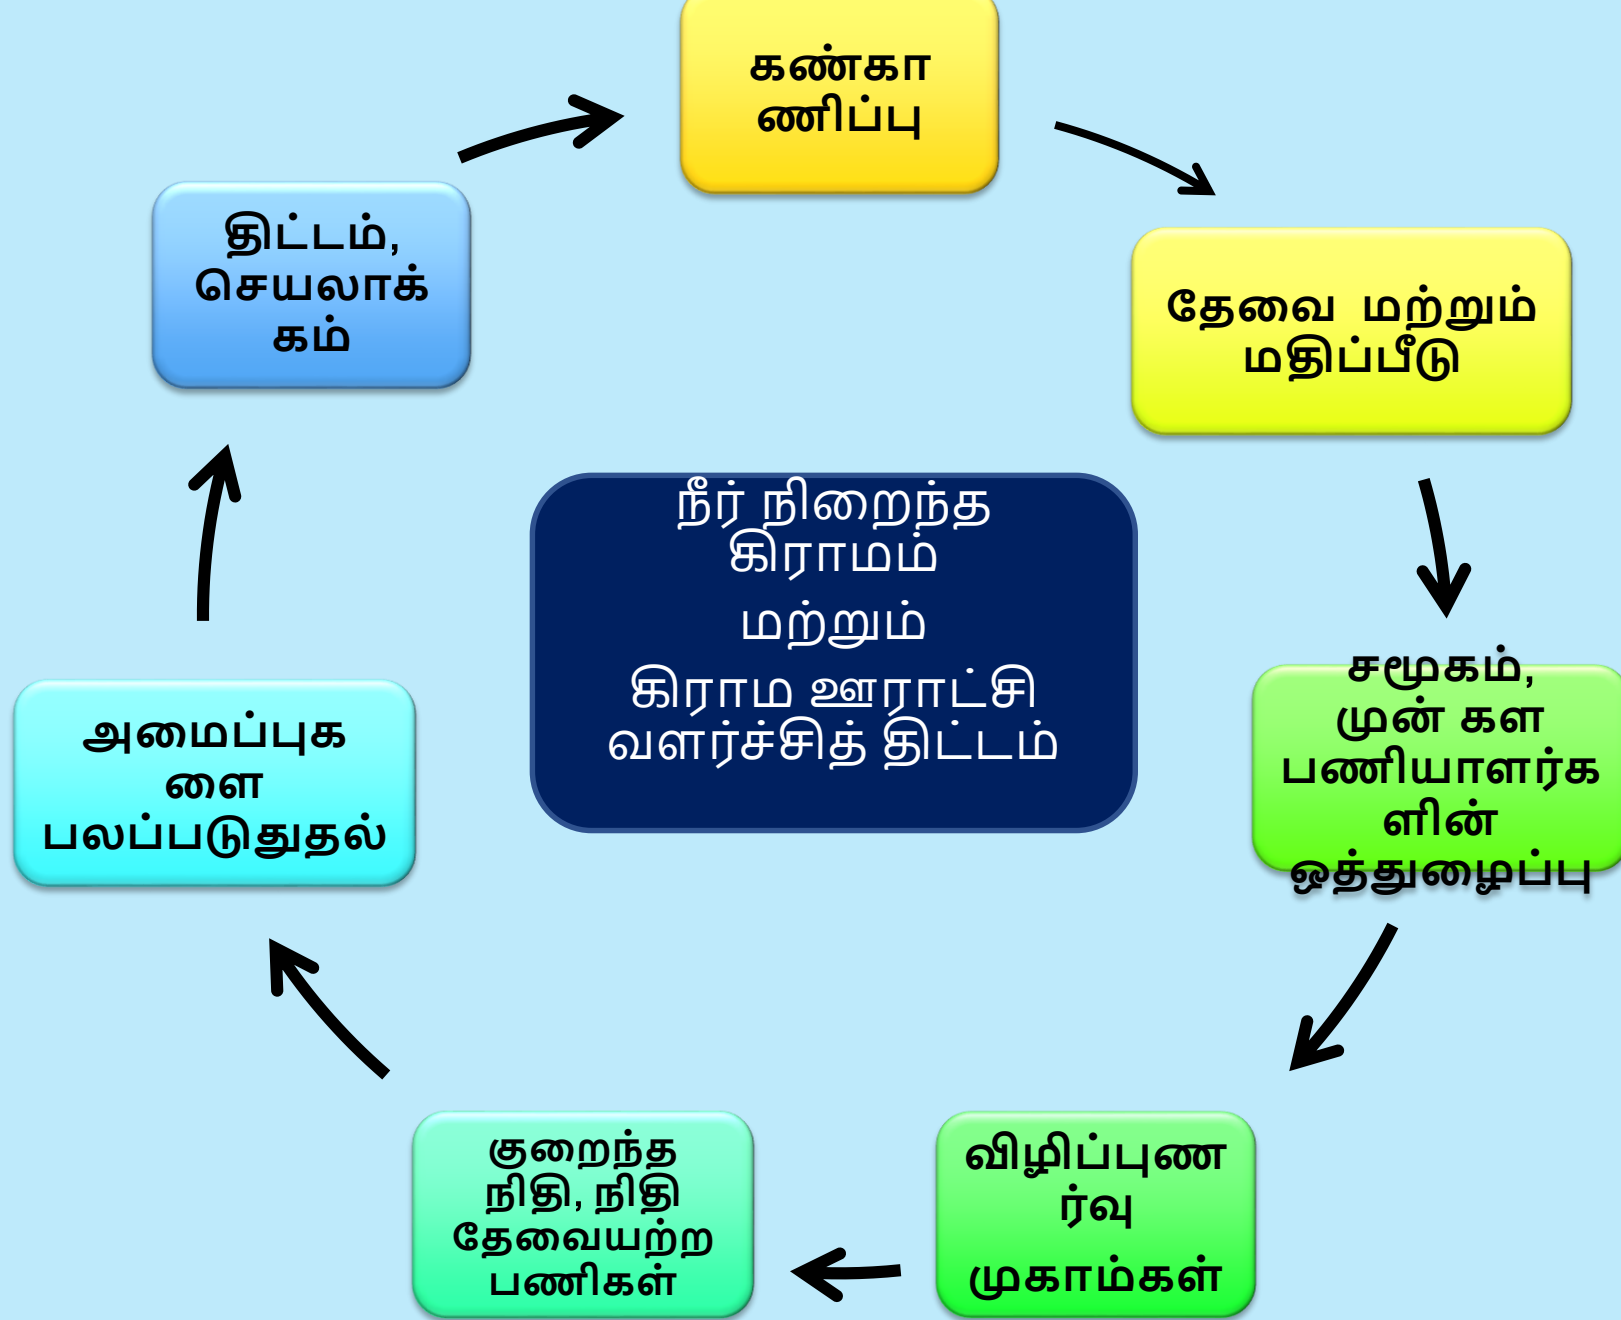 கண்கா
ணிப்பு
திட்டம்,
செயலாக்
கம்
தேவை மற்றும்
மதிப்பீடு
நீர் நிறைந்த
கிராமம்
மற்றும்
கிராம ஊராட்சி
வளர்ச்சித் திட்டம்
சமூகம்,
முன் கள
பணியாளர்க
ளின்
ஒத்துழைப்பு
அமைப்புக
ளை
பலப்படுதுதல்
குறைந்த
நிதி, நிதி
தேவையற்ற
பணிகள்
விழிப்புண
ர்வு
முகாம்கள்